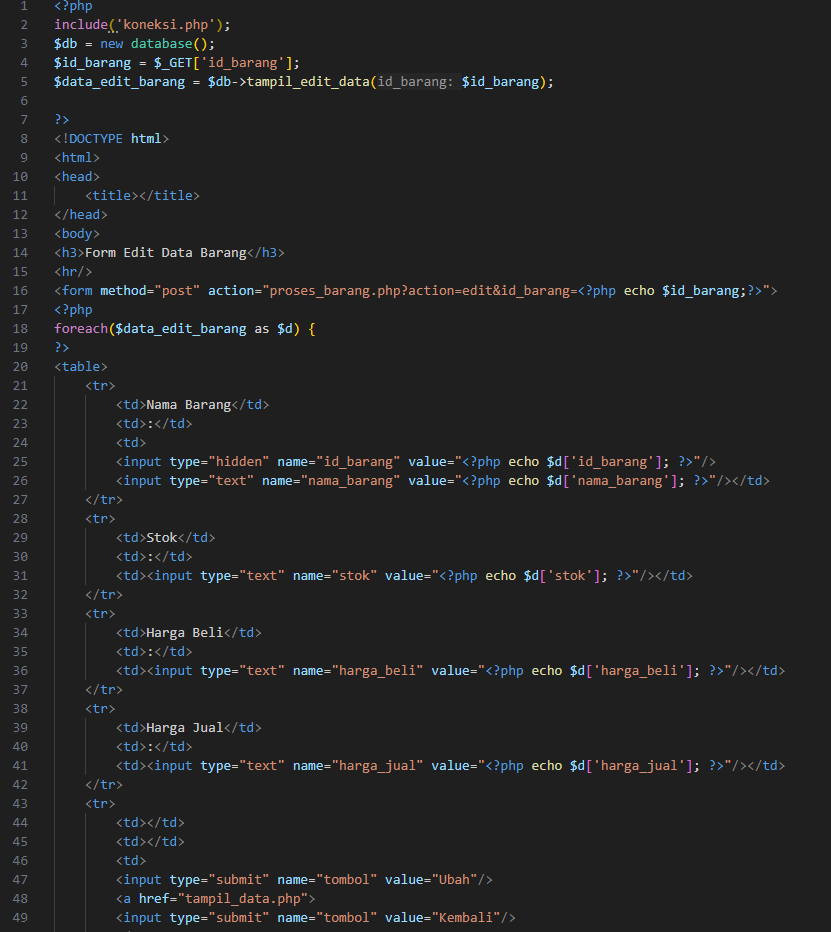 1 <?php
2 include('koneksi.php');
3 $db = new database();
4 $id_barang = $_GET['id_barang'];
5 $data_edit_barang = $db->tampil_edit_data(id_barang: $id_barang);
6
7 ?>
8 <!DOCTYPE html>
9 <html>
10 <head>
11     <title></title>
12 </head>
13 <body>
14 <h3>Form Edit Data Barang</h3>
15 <hr/>
16 <form method="post" action="proses_barang.php?action=edit&id_barang=<?php echo $id_barang;?>">
17 <?php
18 foreach($data_edit_barang as $d) {
19 ?>
20 <table>
21     <tr>
22         <td>Nama Barang</td>
23         <td>:</td>
24         <td>
25         <input type="hidden" name="id_barang" value="<?php echo $d['id_barang']; ?>"/>
26         <input type="text" name="nama_barang" value="<?php echo $d['nama_barang']; ?>"/></td>
27     </tr>
28     <tr>
29         <td>Stok</td>
30         <td>:</td>
31         <td><input type="text" name="stok" value="<?php echo $d['stok']; ?>"/></td>
32     </tr>
33     <tr>
34         <td>Harga Beli</td>
35         <td>:</td>
36         <td><input type="text" name="harga_beli" value="<?php echo $d['harga_beli']; ?>"/></td>
37     </tr>
38     <tr>
39         <td>Harga Jual</td>
40         <td>:</td>
41         <td><input type="text" name="harga_jual" value="<?php echo $d['harga_jual']; ?>"/></td>
42     </tr>
43     <tr>
44         <td></td>
45         <td></td>
46         <td>
47         <input type="submit" name="tombol" value="Ubah"/>
48         <a href="tampil_data.php">
49         <input type="submit" name="tombol" value="Kembali"/>